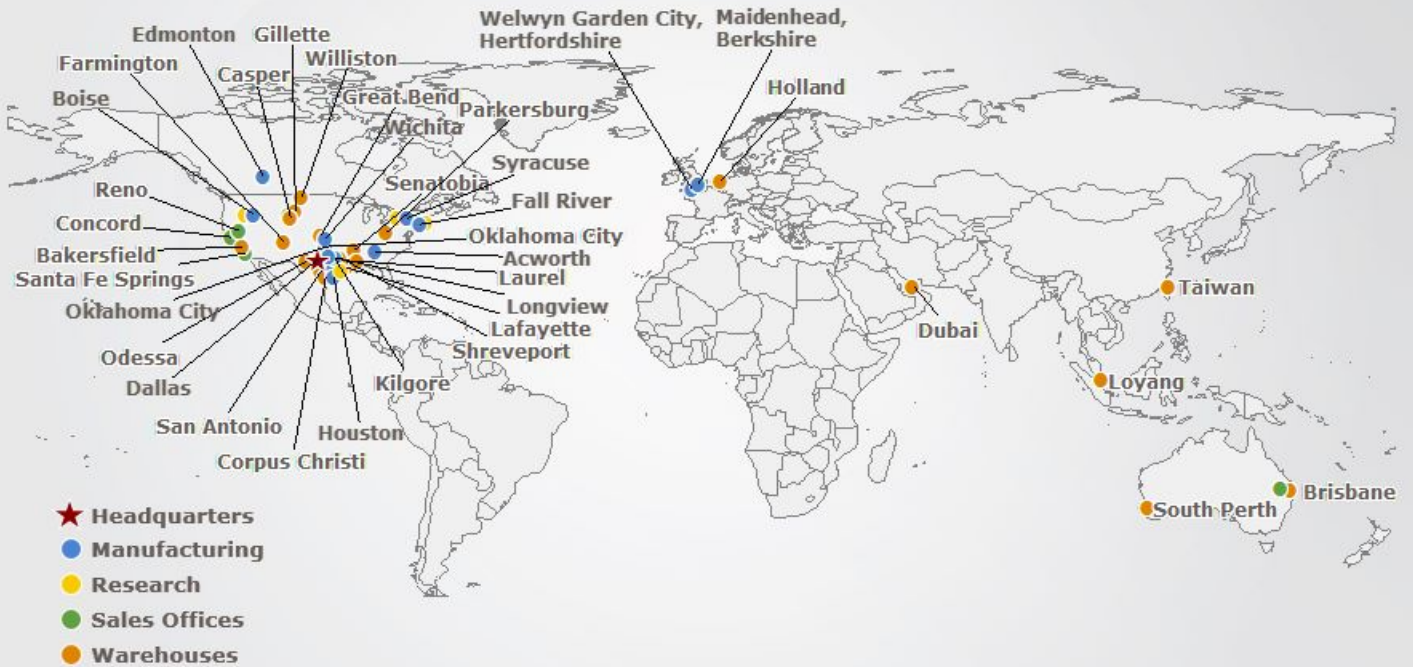 Edmonton
Gillette
Welwyn Garden City,
Hertfordshire
Maidenhead,
Berkshire
Farmington
Casper
Williston
Boise
Great Bend
Parkersburg
Holland
Wichita
Syracuse
Reno
Senatobia
Fall River
Concord
Oklahoma City
Bakersfield
Acworth
Santa Fe Springs
Laurel
Oklahoma City
Longview
Lafayette
Shreveport
Odessa
Dallas
Kilgore
San Antonio
Houston
Corpus Christi
Dubai
Taiwan
Loyang
South Perth
Brisbane
Headquarters
Manufacturing
Research
Sales Offices
Warehouses